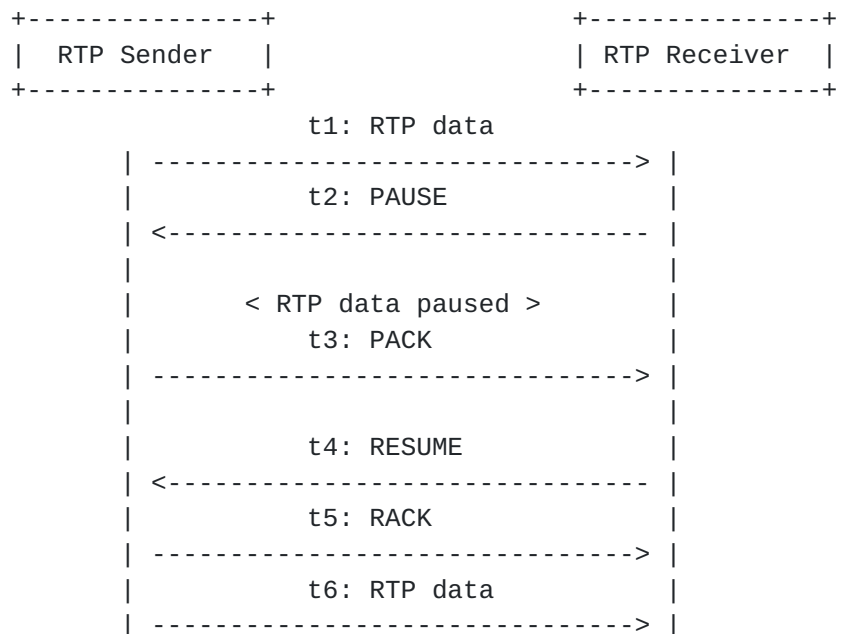 RTP Sender RTP Receiver
t1: RTP data
t2: PAUSE
< RTP data paused >
t3: PACK
t4: RESUME
t5: RACK
t6: RTP data